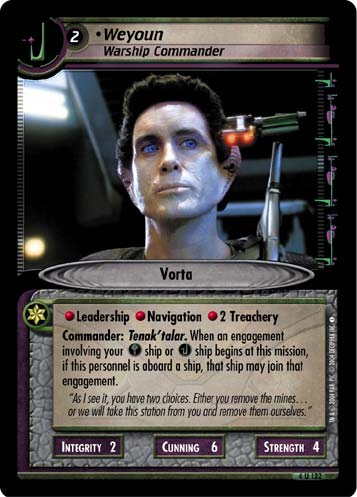 2
•Weyoun
Warship Commander
Vorta
Leadership Navigation 2 Treachery
Commander: Tenak'talar. When an engagement
involving your ship or ship begins at this mission,
if this personnel is aboard a ship, that ship may join that
engagement.
"As I see it, you have two choices. Either you remove the mines...
or we will take this station from you and remove them ourselves."
INTEGRITY 2 CUNNING 6 STRENGTH 4
4 U 152